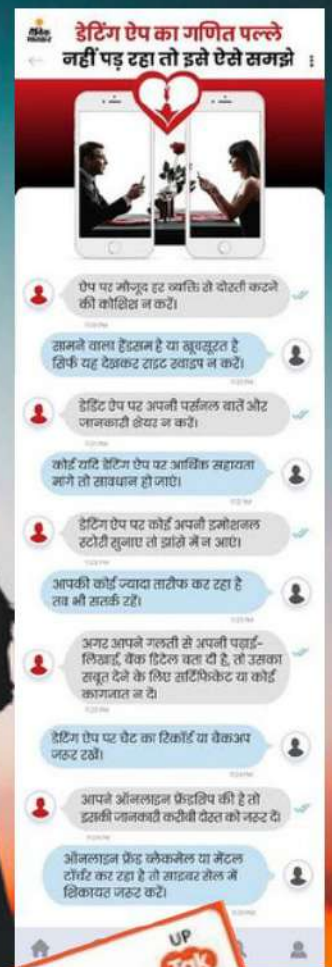 दैनिक भास्कर
डेटिंग ऐप का गणित पल्ले
नहीं पड़ रहा तो इसे ऐसे समझे
ऐप पर मौजूद हर व्यक्ति से दोस्ती करने
की कोशिश न करें।
सामने वाला हैंडसम है या खूबसूरत है
सिर्फ यह देखकर राइट स्वाइप न करें।
डेडिंट ऐप पर अपनी पर्सनल बातें और
जानकारी शेयर न करें।
कोई यदि डेटिंग ऐप पर आर्थिक सहायता
मांगे तो सावधान हो जाएं।
डेटिंग ऐप पर कोई अपनी इमोशनल
स्टोरी सुनाए तो झांसे में न आएं।
आपकी कोई ज्यादा तारीफ कर रहा है
तब भी सतर्क रहें।
अगर आपने गलती से अपनी पढ़ाई-
लिखाई, बैंक डिटेल बता दी है, तो उसका
सबूत देने के लिए सर्टिफिकेट या कोई
कागजात न दें।
डेटिंग ऐप पर चैट का रिकॉर्ड या बैकअप
जरूर रखें।
आपने ऑनलाइन फ्रेंडशिप की है तो
इसकी जानकारी करीबी दोस्त को जरूर दें।
ऑनलाइन फ्रेंड ब्लैकमेल या मेंटल
टॉर्चर कर रहा है तो साइबर सेल में
शिकायत जरूर करें।
UP
Tak